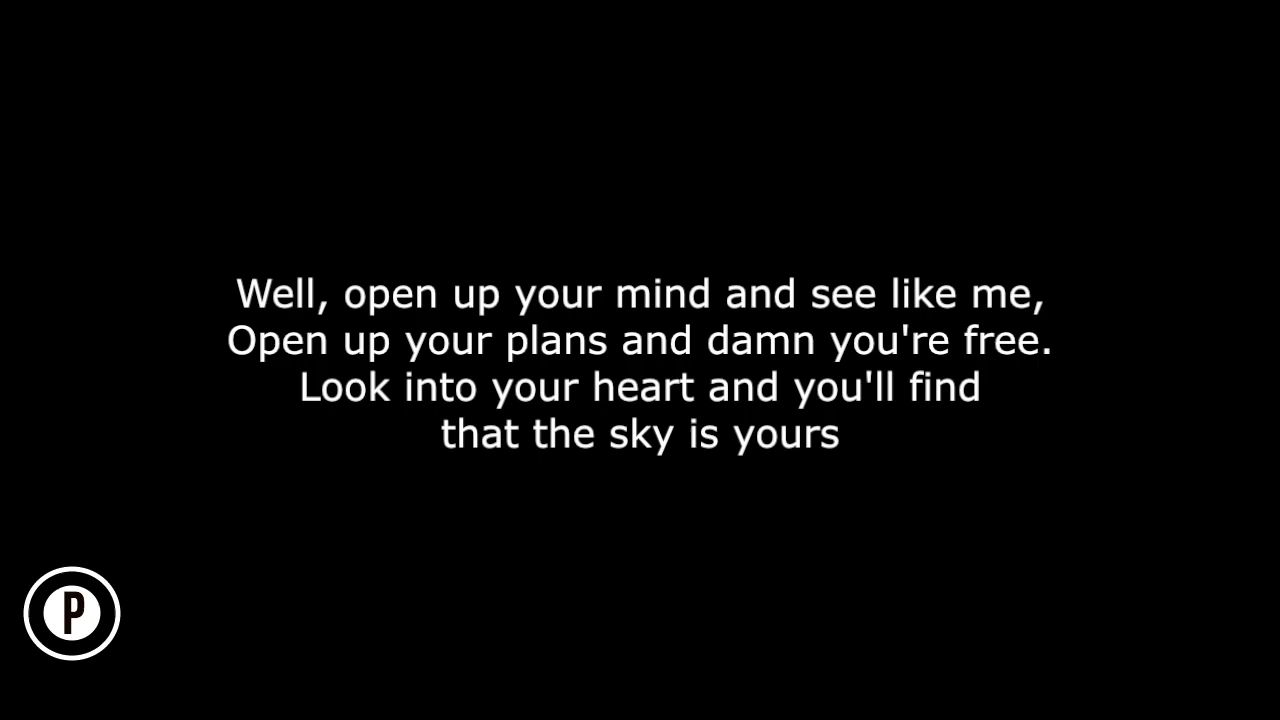 Well, open up your mind and see like me,
Open up your plans and damn you're free.
Look into your heart and you'll find
that the sky is yours
P